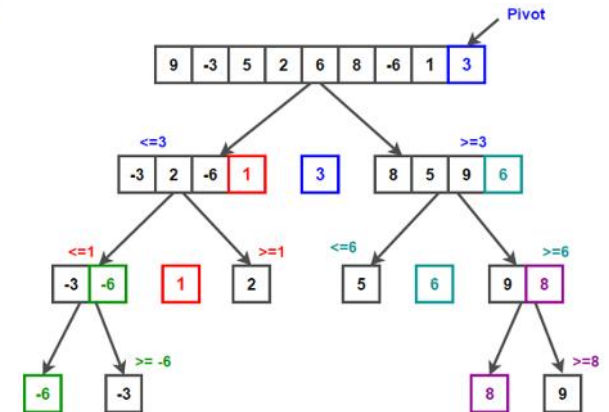 Pivot
9 -3 5 2 6 8 -6 1 3
<=3 >=3
-3 2 -6 1 3 8 5 9 6
<=1 >=1 <=6 >=6
-3 -6 1 2 5 6 9 8
>= -6 >=8
-6 -3 8 9